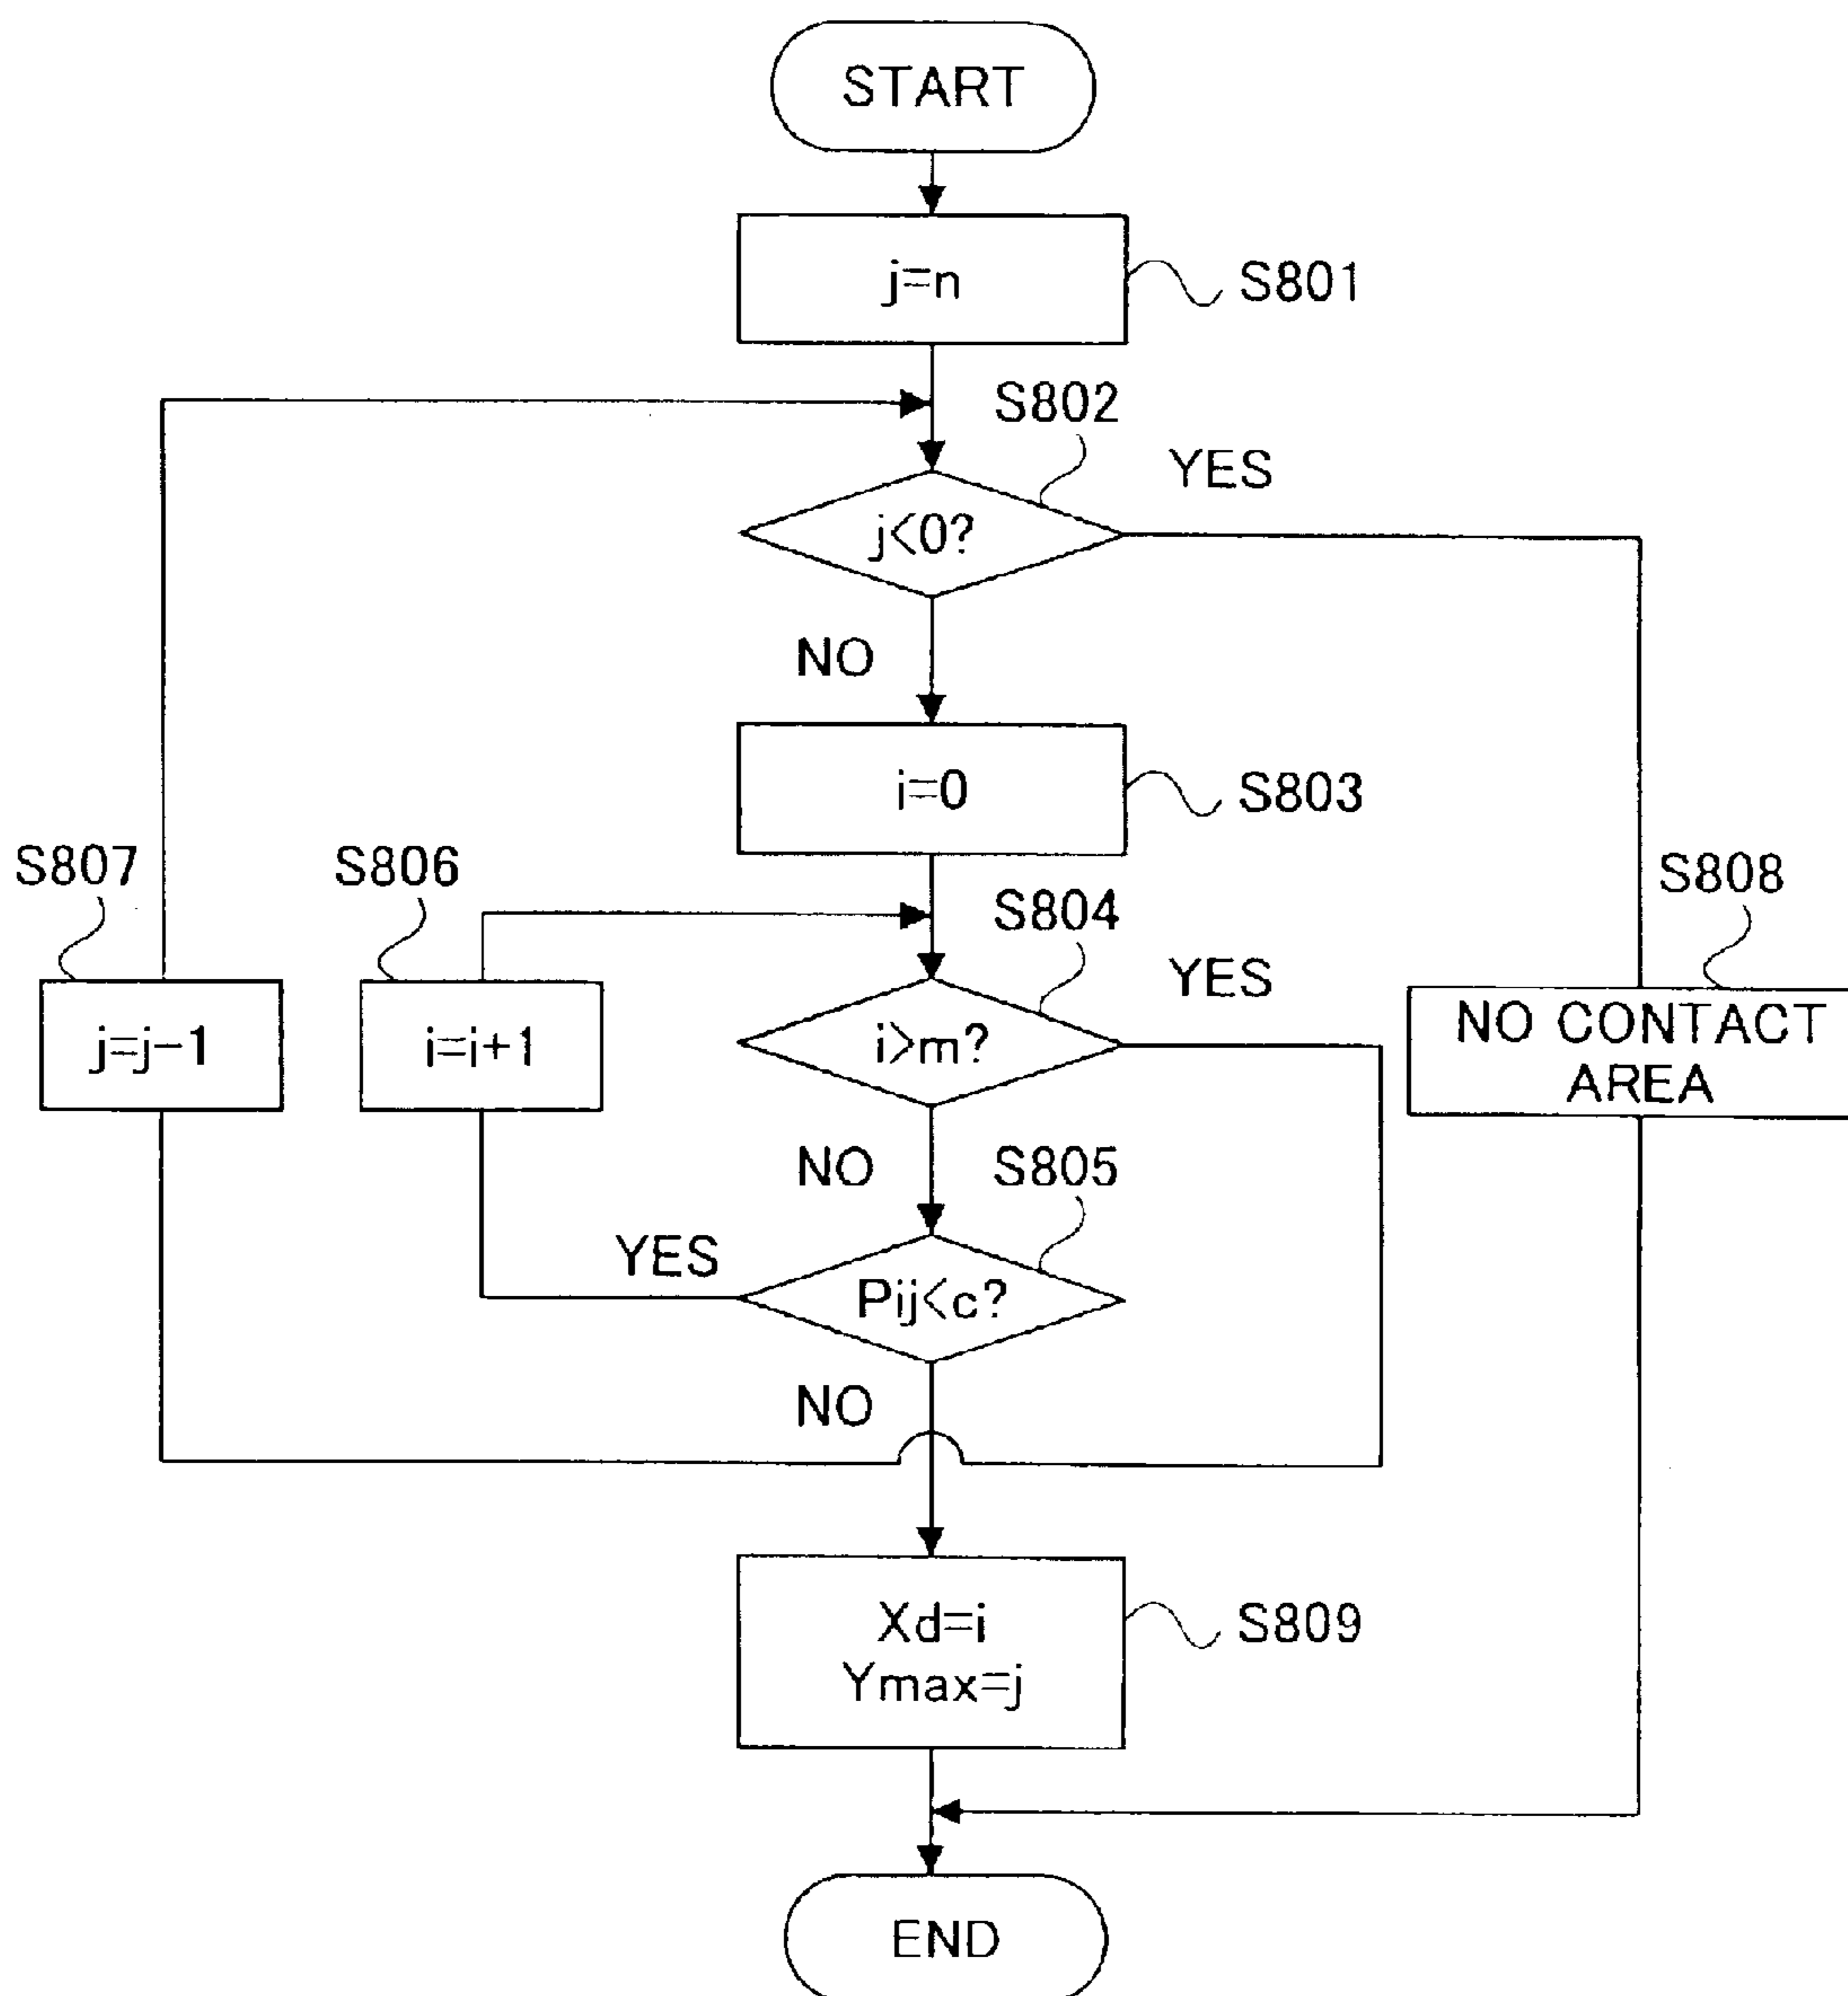 START
j=n
S801
S802
YES
j<0?
NO
i=0
S803
S807
S806
S804
S808
YES
j=j-1
i=i+1
i>m?
NO CONTACT
AREA
NO
S805
YES
Pij<c?
NO
Xd=i
Ymax=j
S809
END